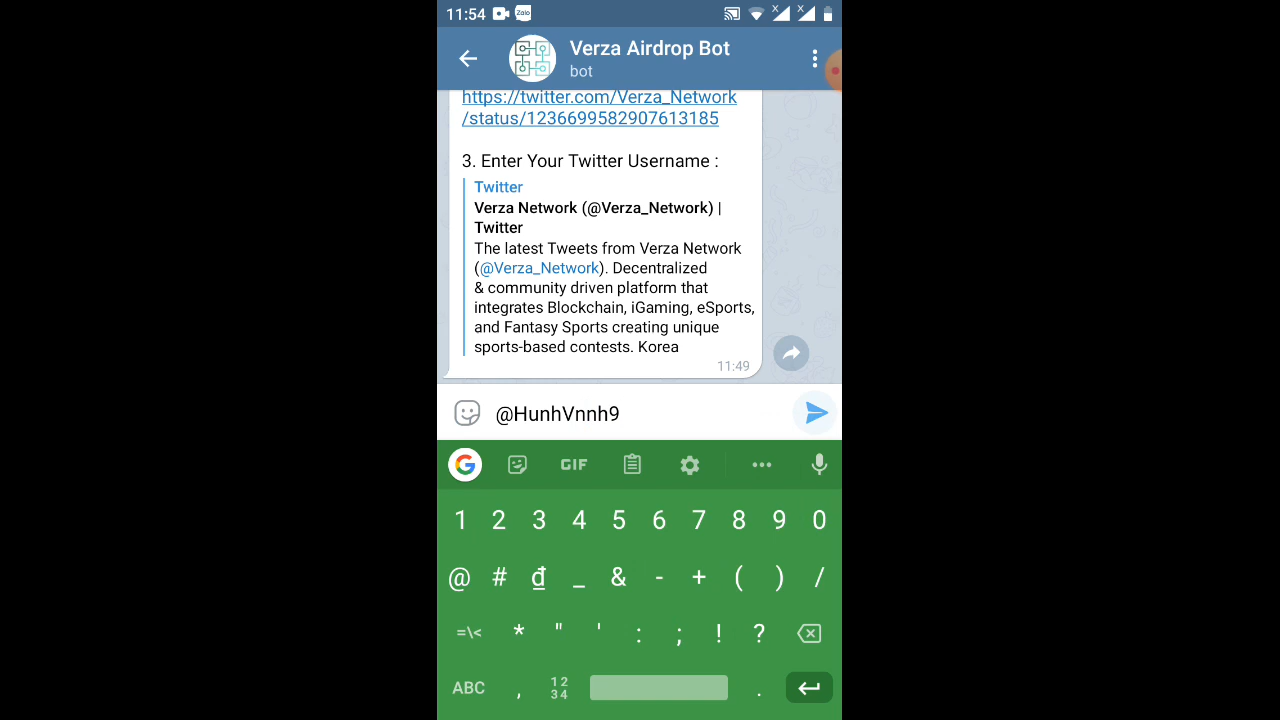 11:54 Zalo
Verza Airdrop Bot
bot
https://twitter.com/Verza_Network
/status/1236699582907613185
3. Enter Your Twitter Username :
Twitter
Verza Network (@Verza_Network) |
Twitter
The latest Tweets from Verza Network
(@Verza_Network). Decentralized
& community driven platform that
integrates Blockchain, iGaming, eSports,
and Fantasy Sports creating unique
sports-based contests. Korea
11:49
@HunhVnnh9
G GIF
1 2 3 4 5 6 7 8 9 0
@ # ₫ _ & - + ( ) /
=\< * " ' : ; ! ?
ABC , 12 .
34